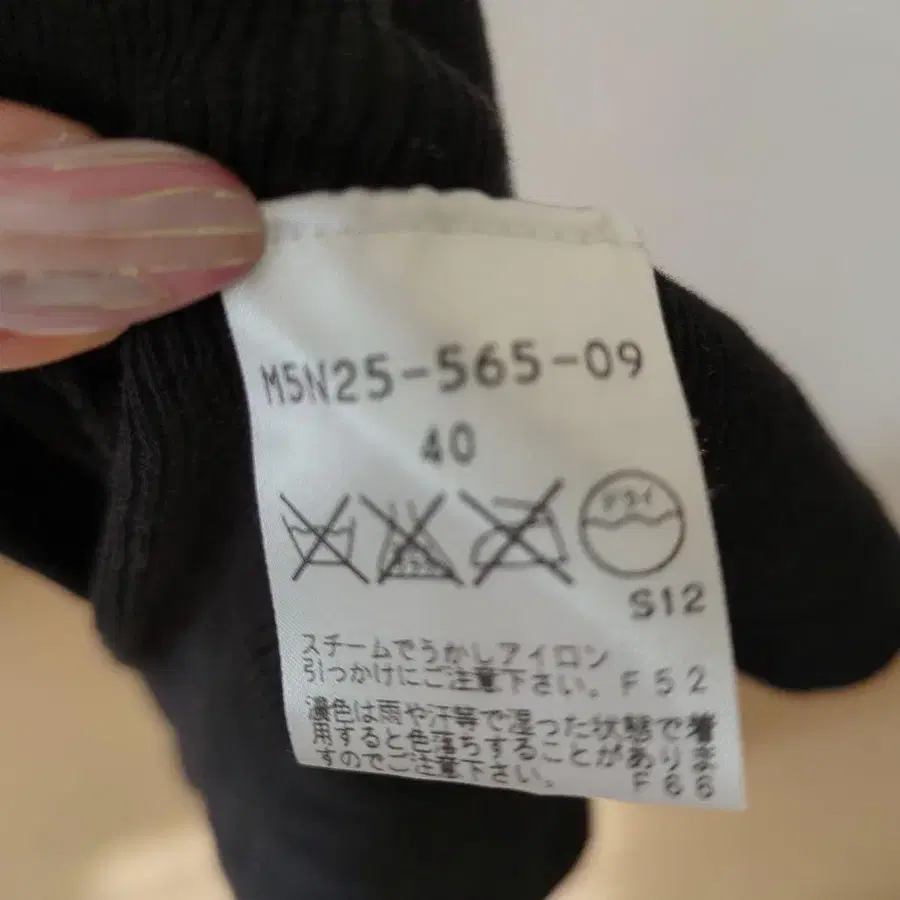 M5N25-565-09
40
ドライ
S12
スチームでうかしアイロン
引つかけにご注意下さい。F52
濃色は雨や汗等で湿った状態で着
用すると色落ちすることがありま
すのでご注意下さい。 F66